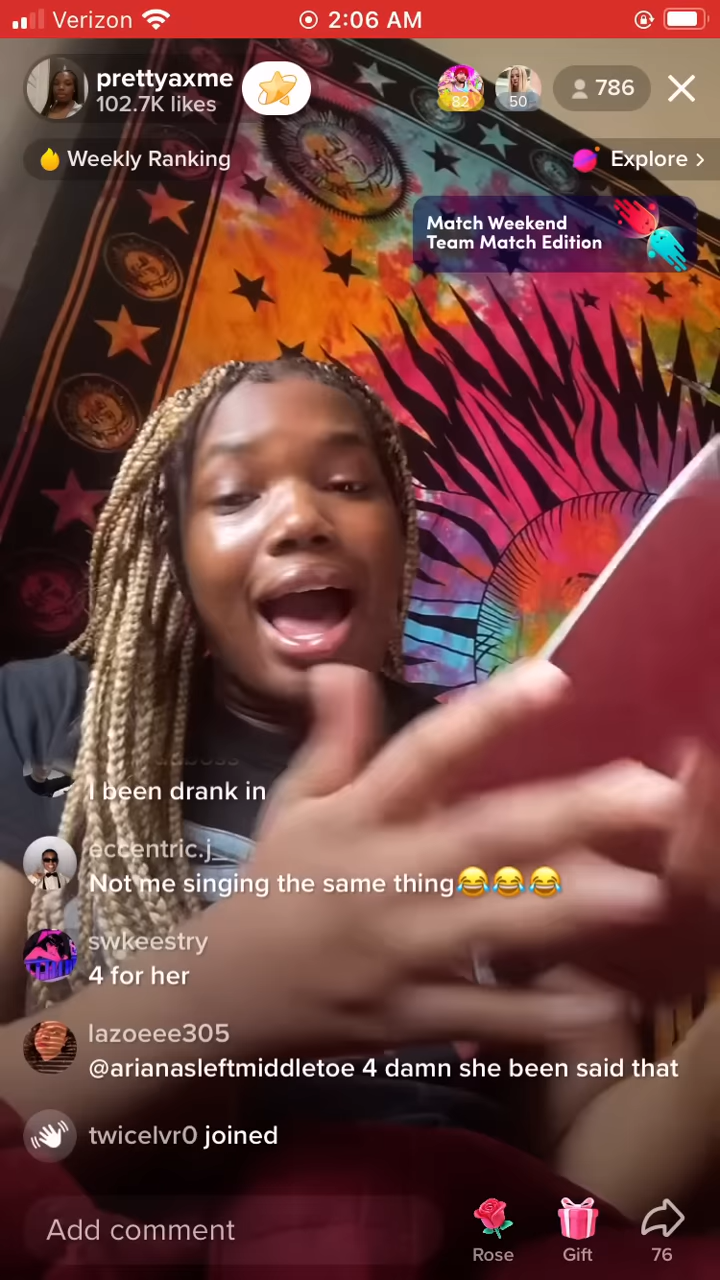 Verizon 2:06 AM
prettyaxme
102.7K likes
82
50
786
Weekly Ranking
Explore >
Match Weekend
Team Match Edition
I been drank in
eccentric.j_
Not me singing the same thing😂😂😂
swkeestry
4 for her
lazoeee305
@arianasleftmiddletoe 4 damn she been said that
twicelvr0 joined
Add comment
Rose
Gift
76